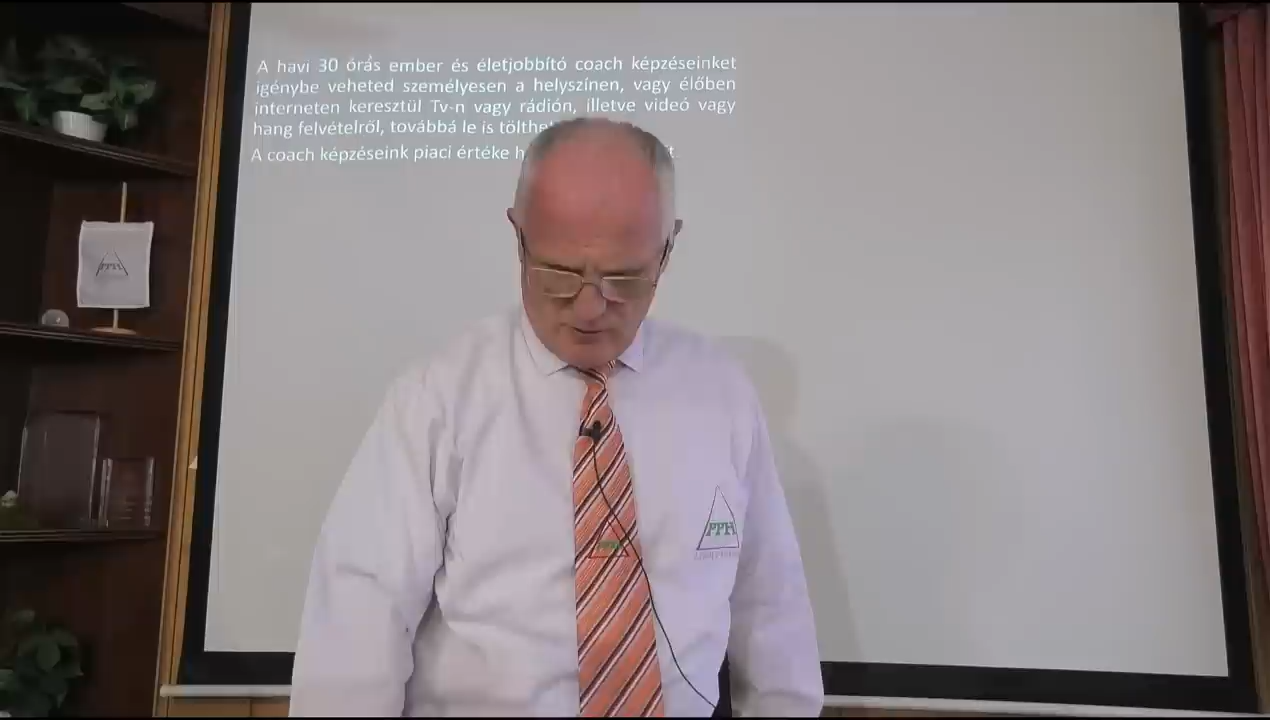 A havi 30 órás ember és életjobbító coach képzéseinket
igénybe veheted személyesen a helyszínen, vagy élőben
interneten keresztül Tv-n vagy rádión, illetve videó vagy
hang felvételről, továbbá le is
A coach képzéseink piaci értéke
PPH
PPH
PPH